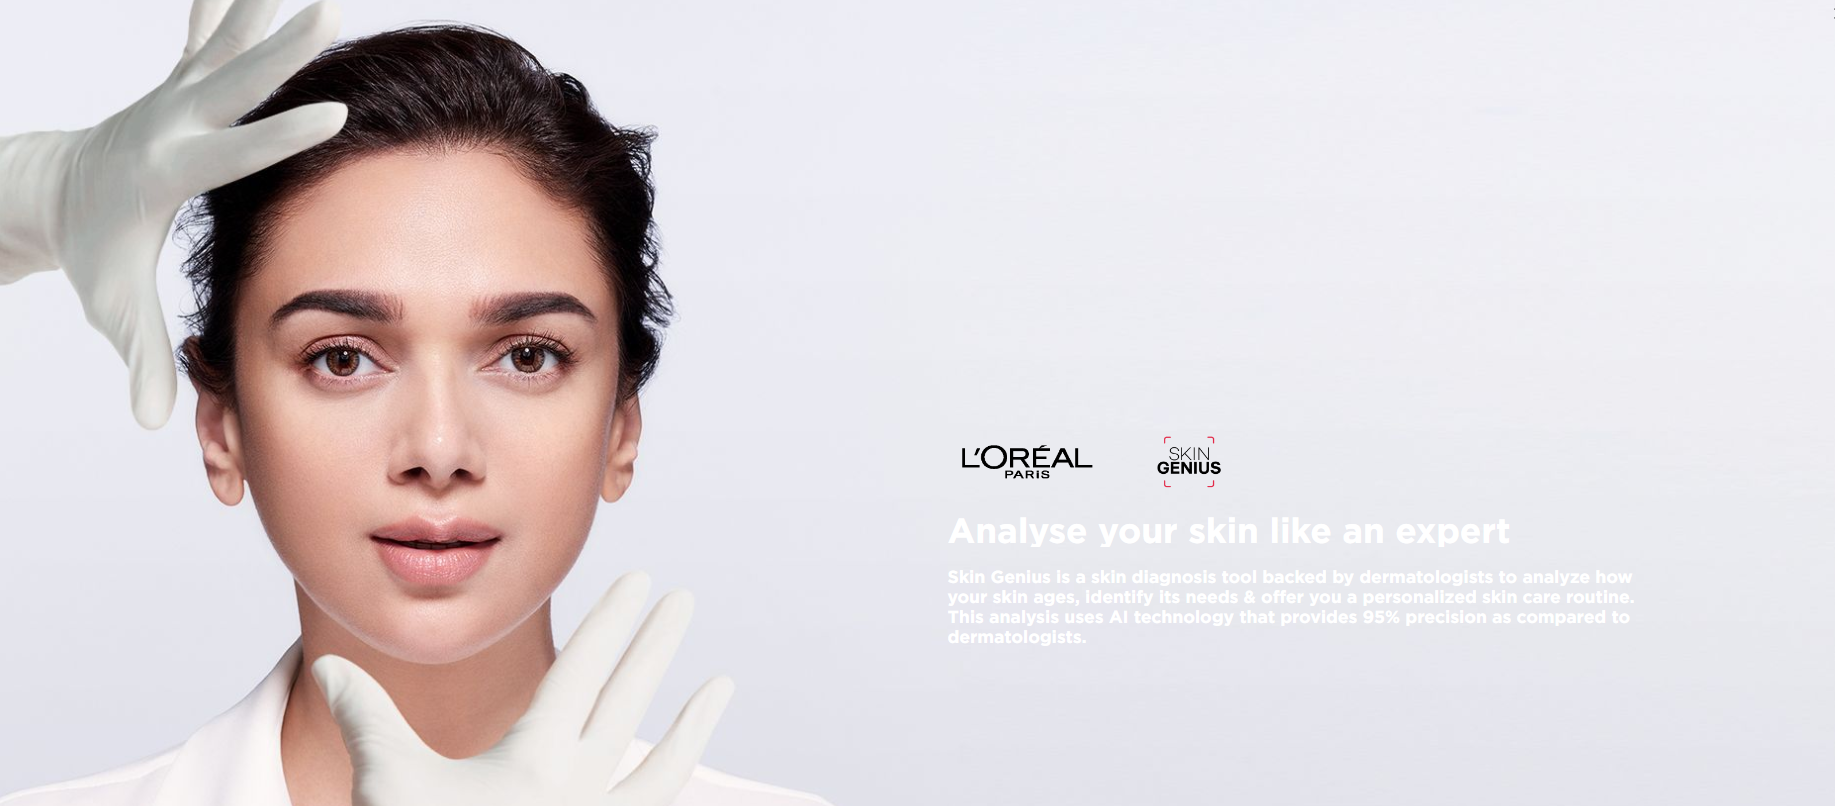 L'ORÉAL
PARIS
SKIN
GENIUS
Analyse your skin like an expert
Skin Genius is a skin diagnosis tool backed by dermatologists to analyze how
your skin ages, identify its needs & offer you a personalized skin care routine.
This analysis uses AI technology that provides 95% precision as compared to
dermatologists.